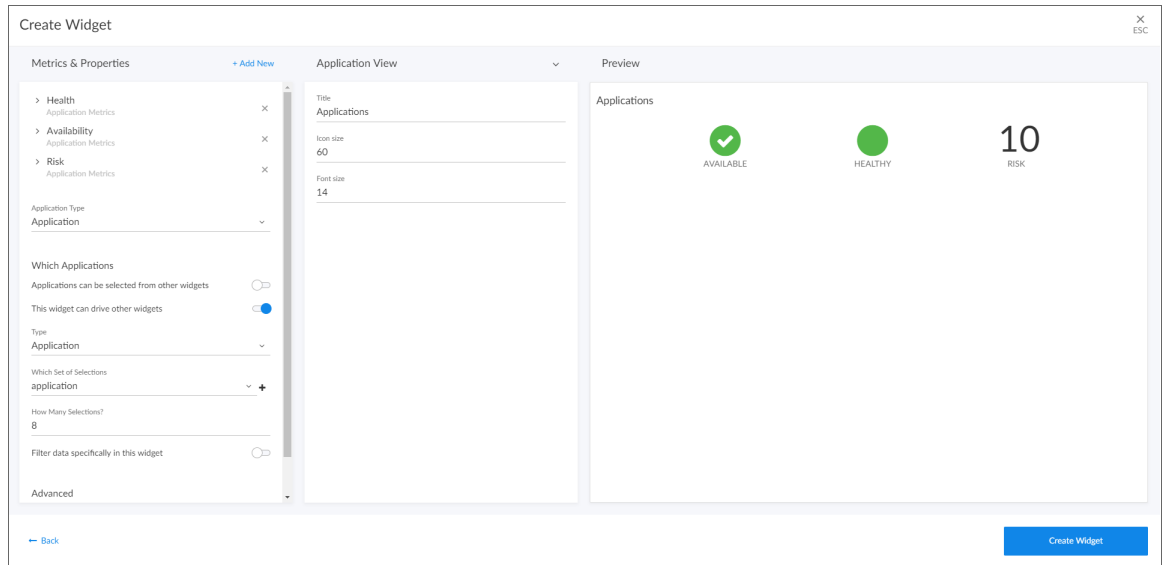 Create Widget
ESC
Metrics & Properties
+ Add New
Health
Application Metrics
Availability
Application Metrics
Risk
Application Metrics
Application Type
Application
Which Applications
Applications can be selected from other widgets
This widget can drive other widgets
Type
Application
Which Set of Selections
application
How Many Selections?
8
Filter data specifically in this widget
Advanced
Application View
Title
Applications
Icon size
60
Font size
14
Preview
Applications
10
AVAILABLE HEALTHY RISK
← Back
Create Widget